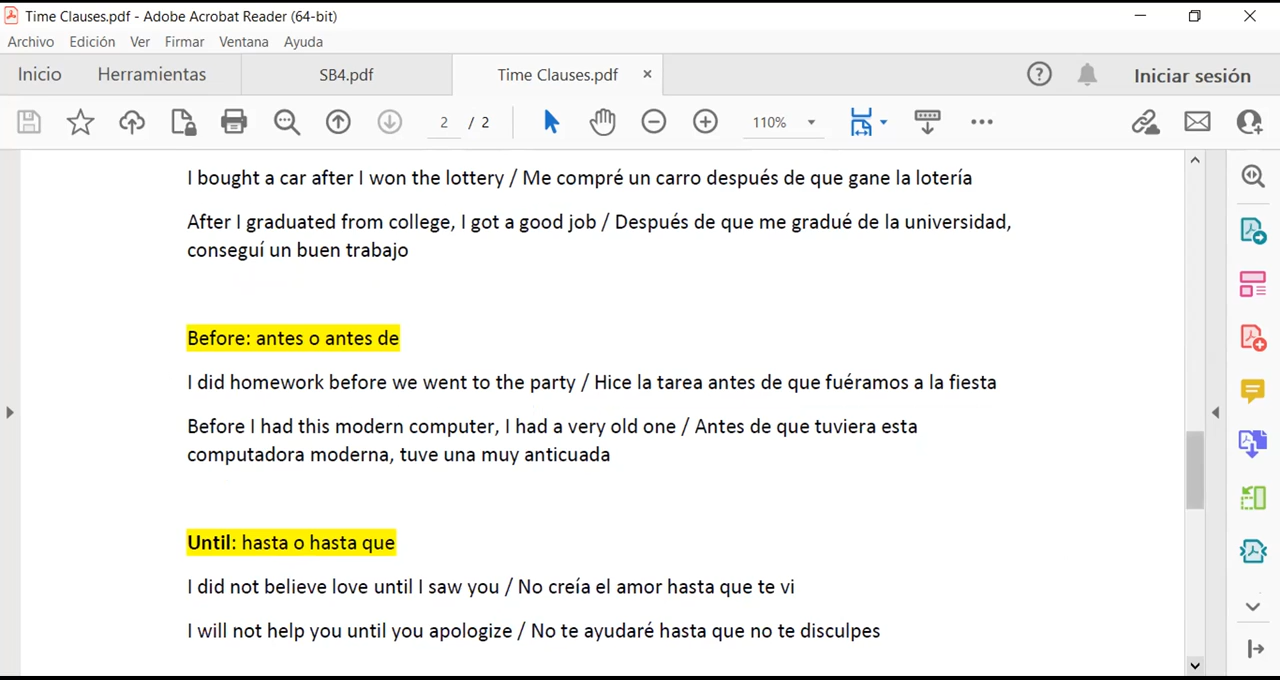 Time Clauses.pdf - Adobe Acrobat Reader (64-bit)
Archivo Edición Ver Firmar Ventana Ayuda
Inicio Herramientas SB4.pdf Time Clauses.pdf × Iniciar sesión
2 / 2 110%
I bought a car after I won the lottery / Me compré un carro después de que gane la lotería
After I graduated from college, I got a good job / Después de que me gradué de la universidad,
conseguí un buen trabajo
Before: antes o antes de
I did homework before we went to the party / Hice la tarea antes de que fuéramos a la fiesta
Before I had this modern computer, I had a very old one / Antes de que tuviera esta
computadora moderna, tuve una muy anticuada
Until: hasta o hasta que
I did not believe love until I saw you / No creía el amor hasta que te vi
I will not help you until you apologize / No te ayudaré hasta que no te disculpes